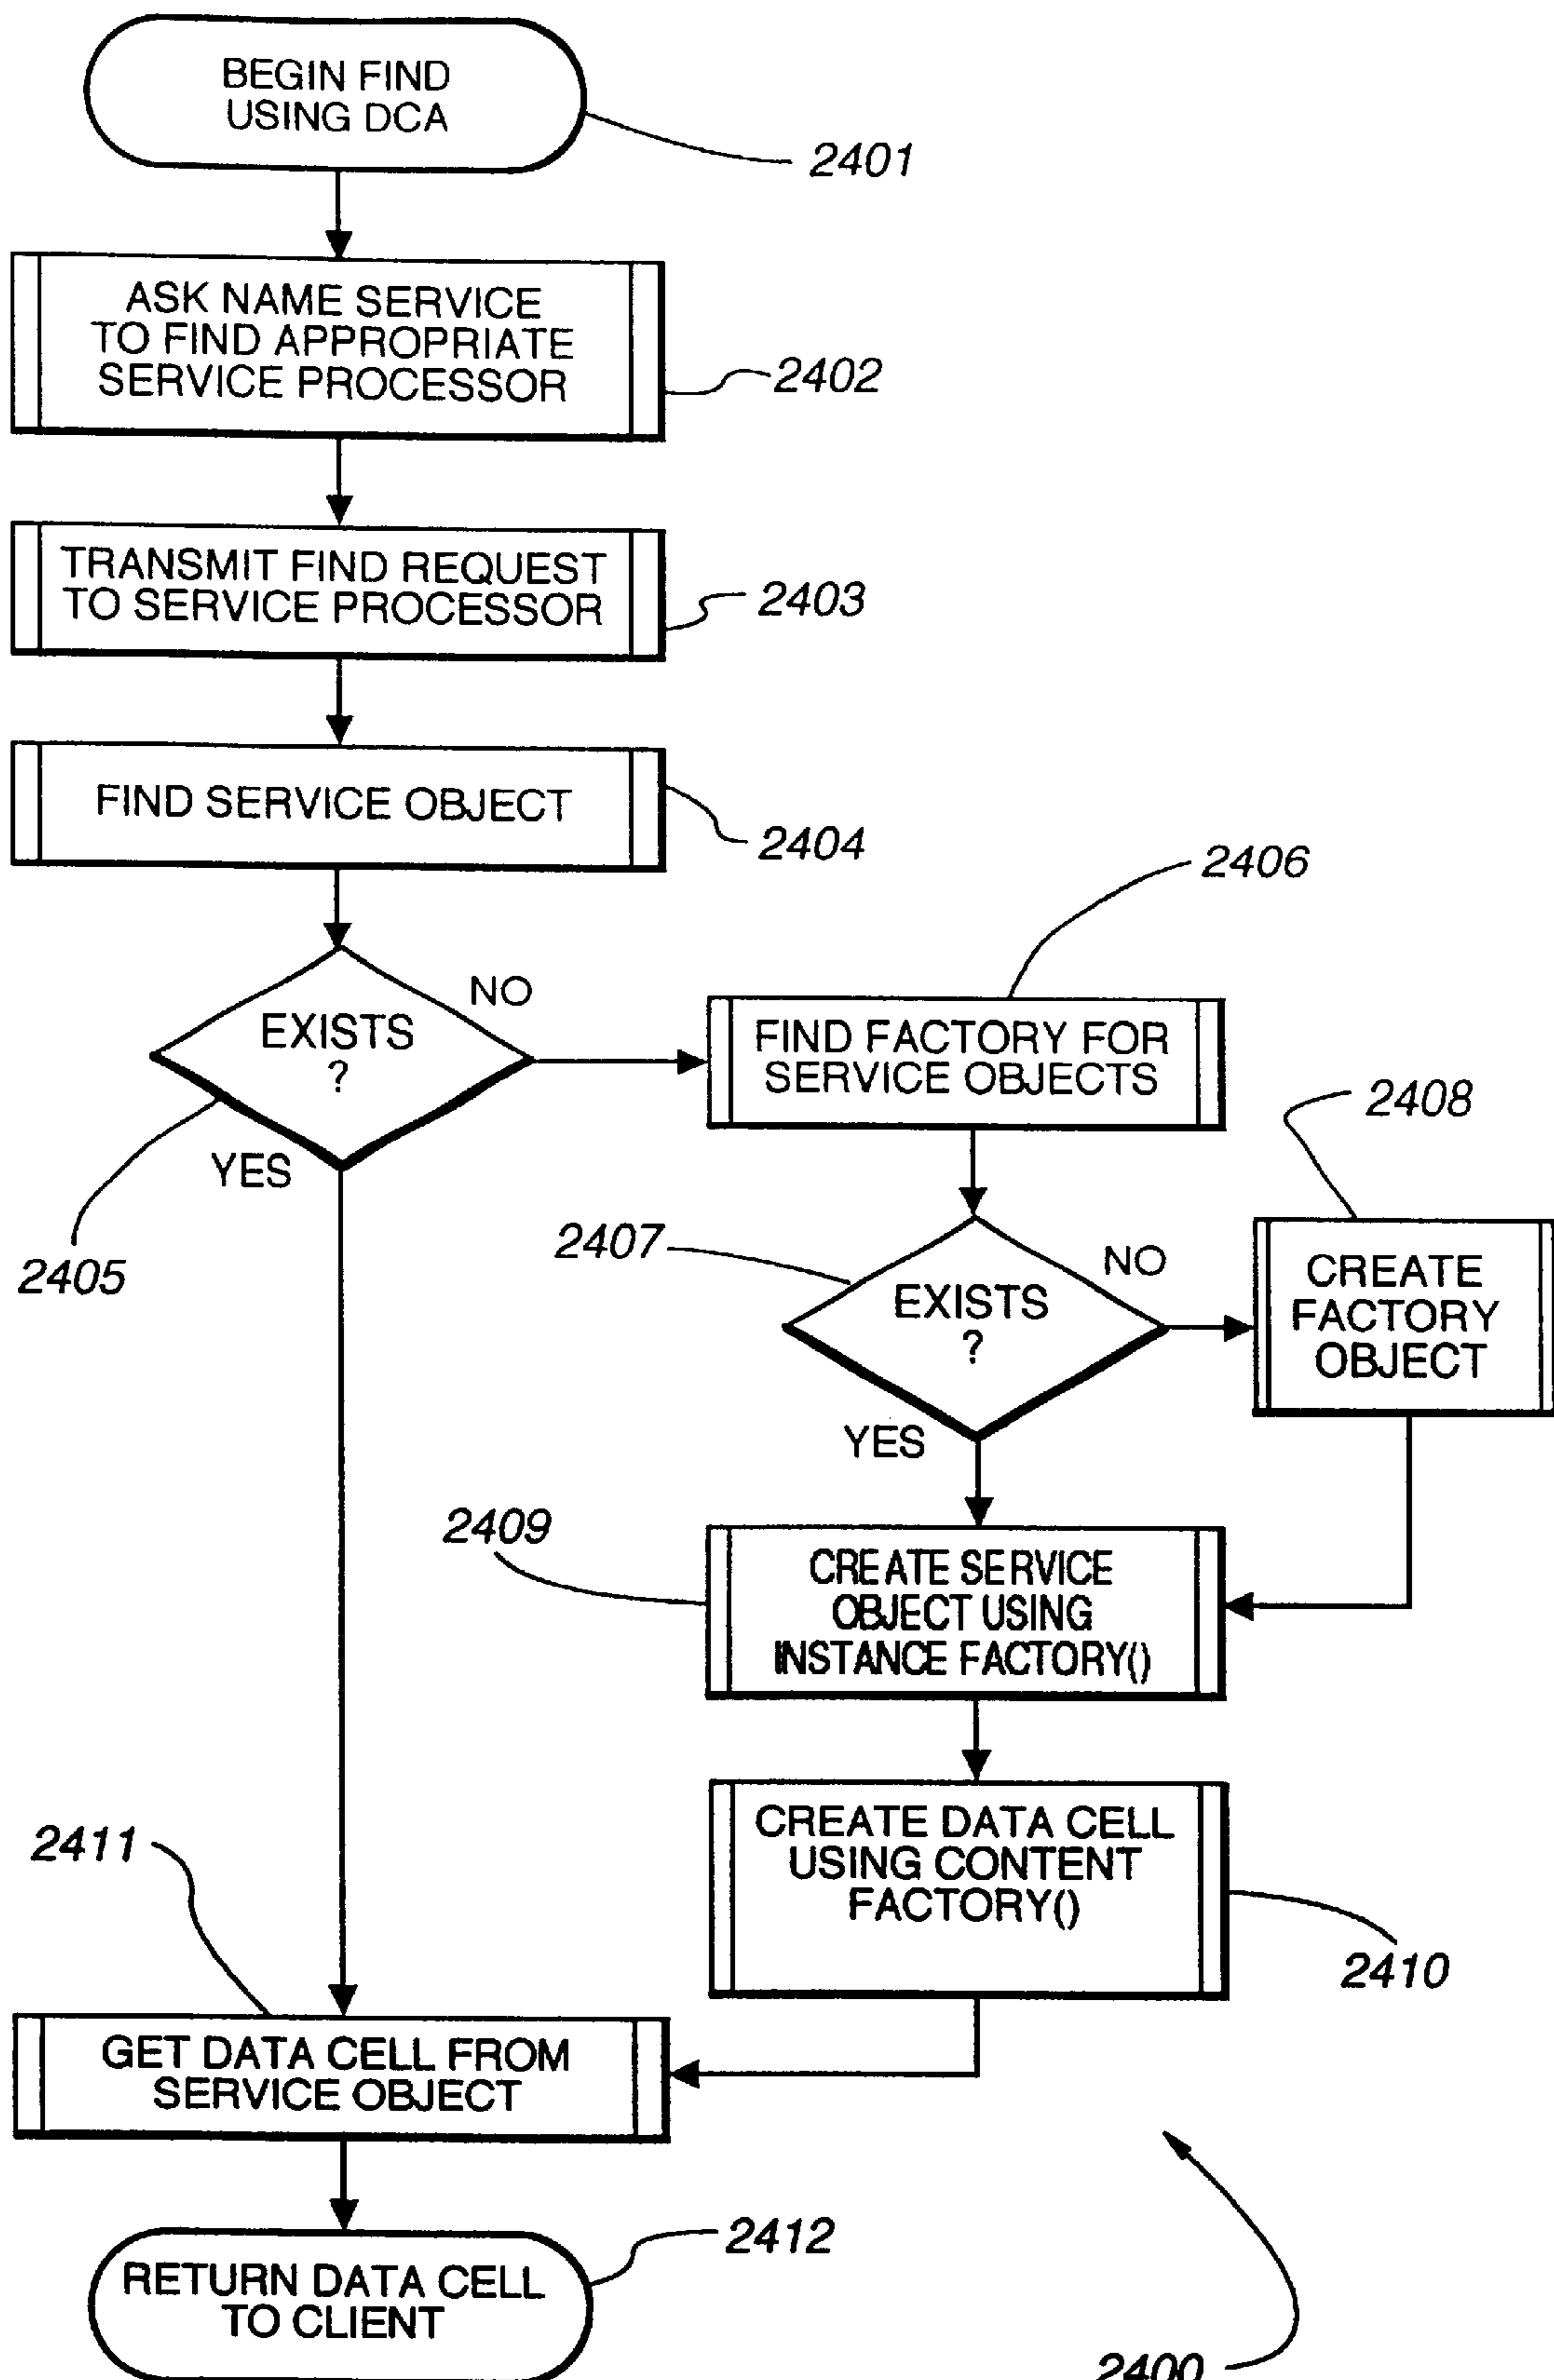 BEGIN FIND
USING DCA
2401
ASK NAME SERVICE
TO FIND APPROPRIATE
SERVICE PROCESSOR
2402
TRANSMIT FIND REQUEST
TO SERVICE PROCESSOR
2403
FIND SERVICE OBJECT
2404
2406
NO
EXISTS
?
FIND FACTORY FOR
SERVICE OBJECTS
2408
YES
2405
2407
NO
EXISTS
?
CREATE
FACTORY
OBJECT
YES
2409
CREATE SERVICE
OBJECT USING
INSTANCE FACTORY()
CREATE DATA CELL
USING CONTENT
FACTORY()
2411
2410
GET DATA CELL FROM
SERVICE OBJECT
2412
RETURN DATA CELL
TO CLIENT
2400